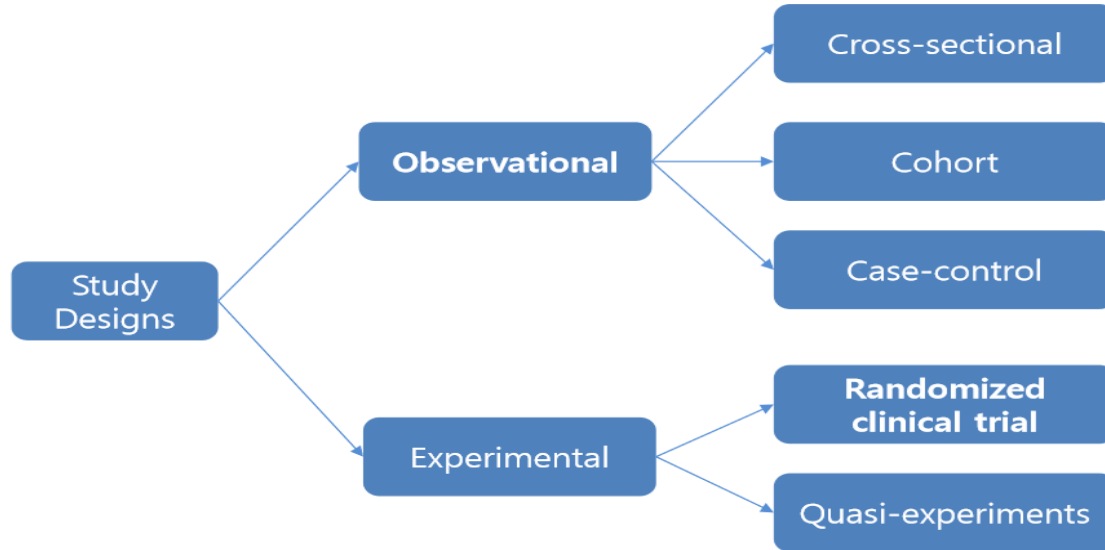 Cross-sectional
Observational
Cohort
Case-control
Study
Designs
Randomized
clinical trial
Experimental
Quasi-experiments